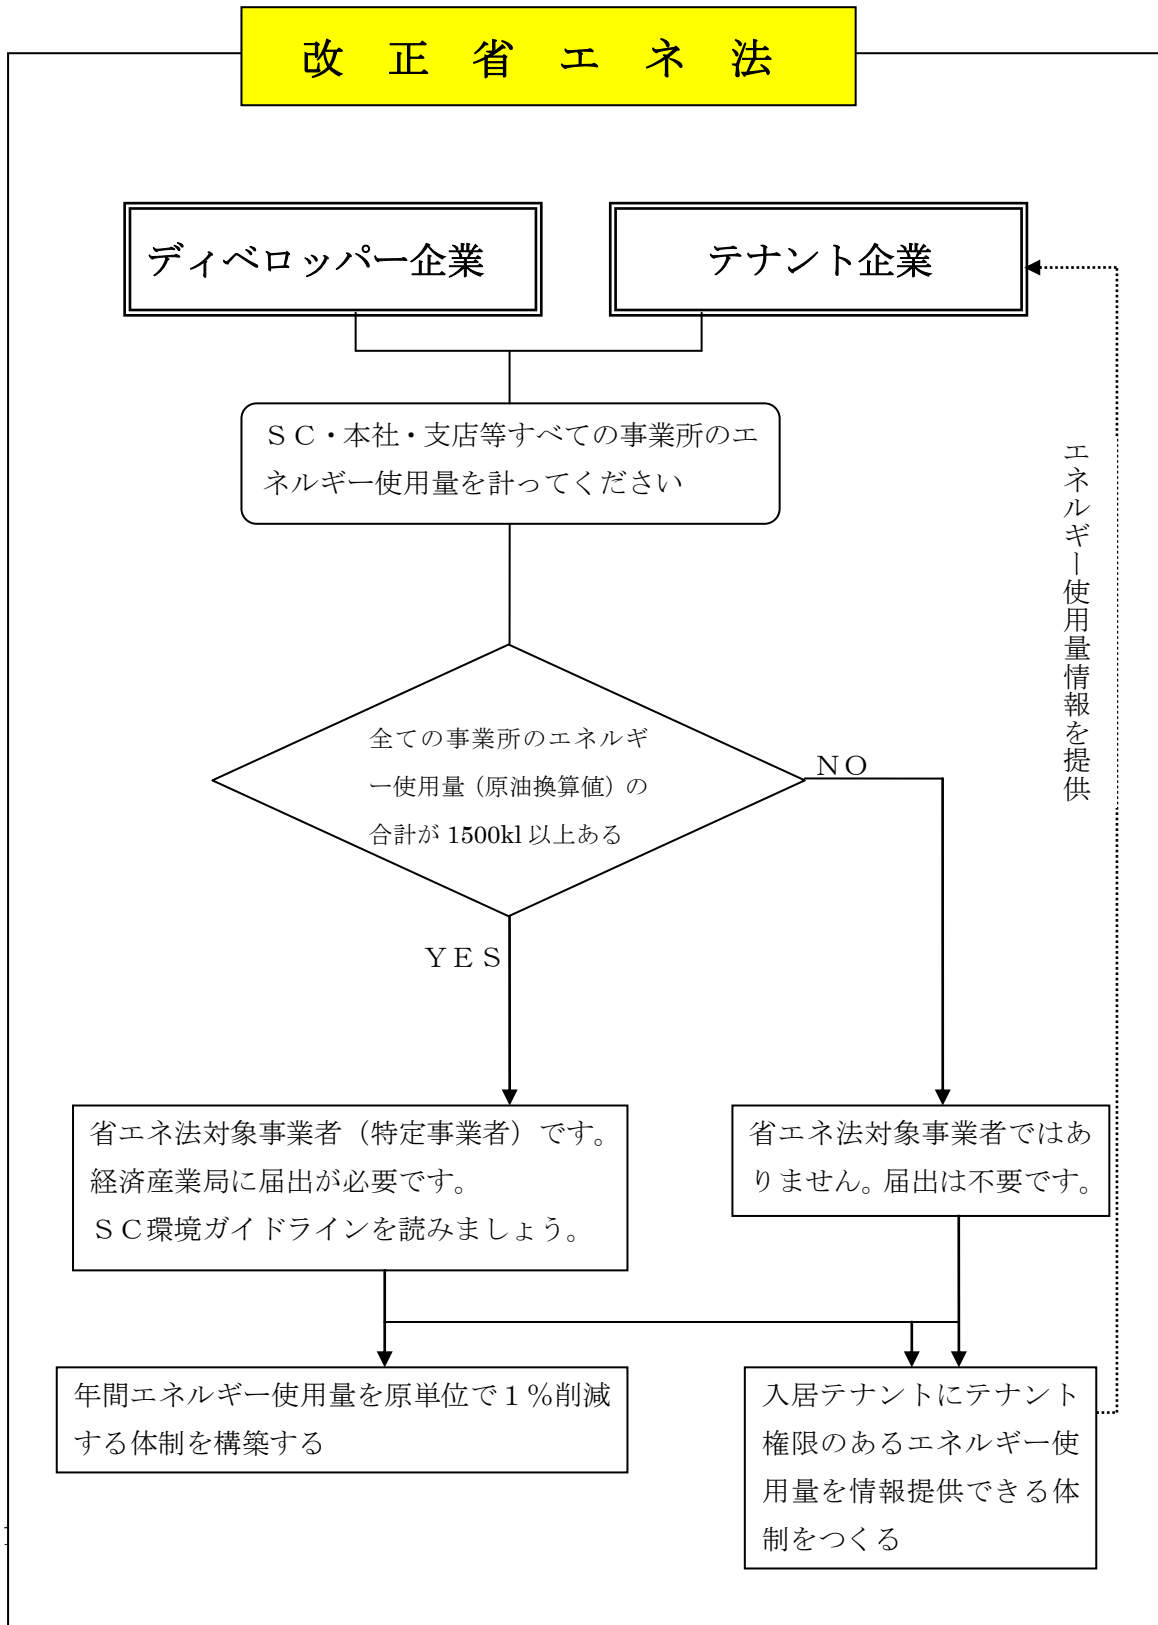 改正省エネ法
ディベロッパー企業
テナント企業
ＳＣ・本社・支店等すべての事業所のエ
ネルギー使用量を計ってください
エネルギー使用量情報を提供
全ての事業所のエネルギ
ー使用量（原油換算値）の
合計が 1500kl 以上ある
ＮＯ
ＹＥＳ
省エネ法対象事業者（特定事業者）です。
経済産業局に届出が必要です。
ＳＣ環境ガイドラインを読みましょう。
省エネ法対象事業者ではあ
りません。届出は不要です。
年間エネルギー使用量を原単位で１％削減
する体制を構築する
入居テナントにテナント
権限のあるエネルギー使
用量を情報提供できる体
制をつくる